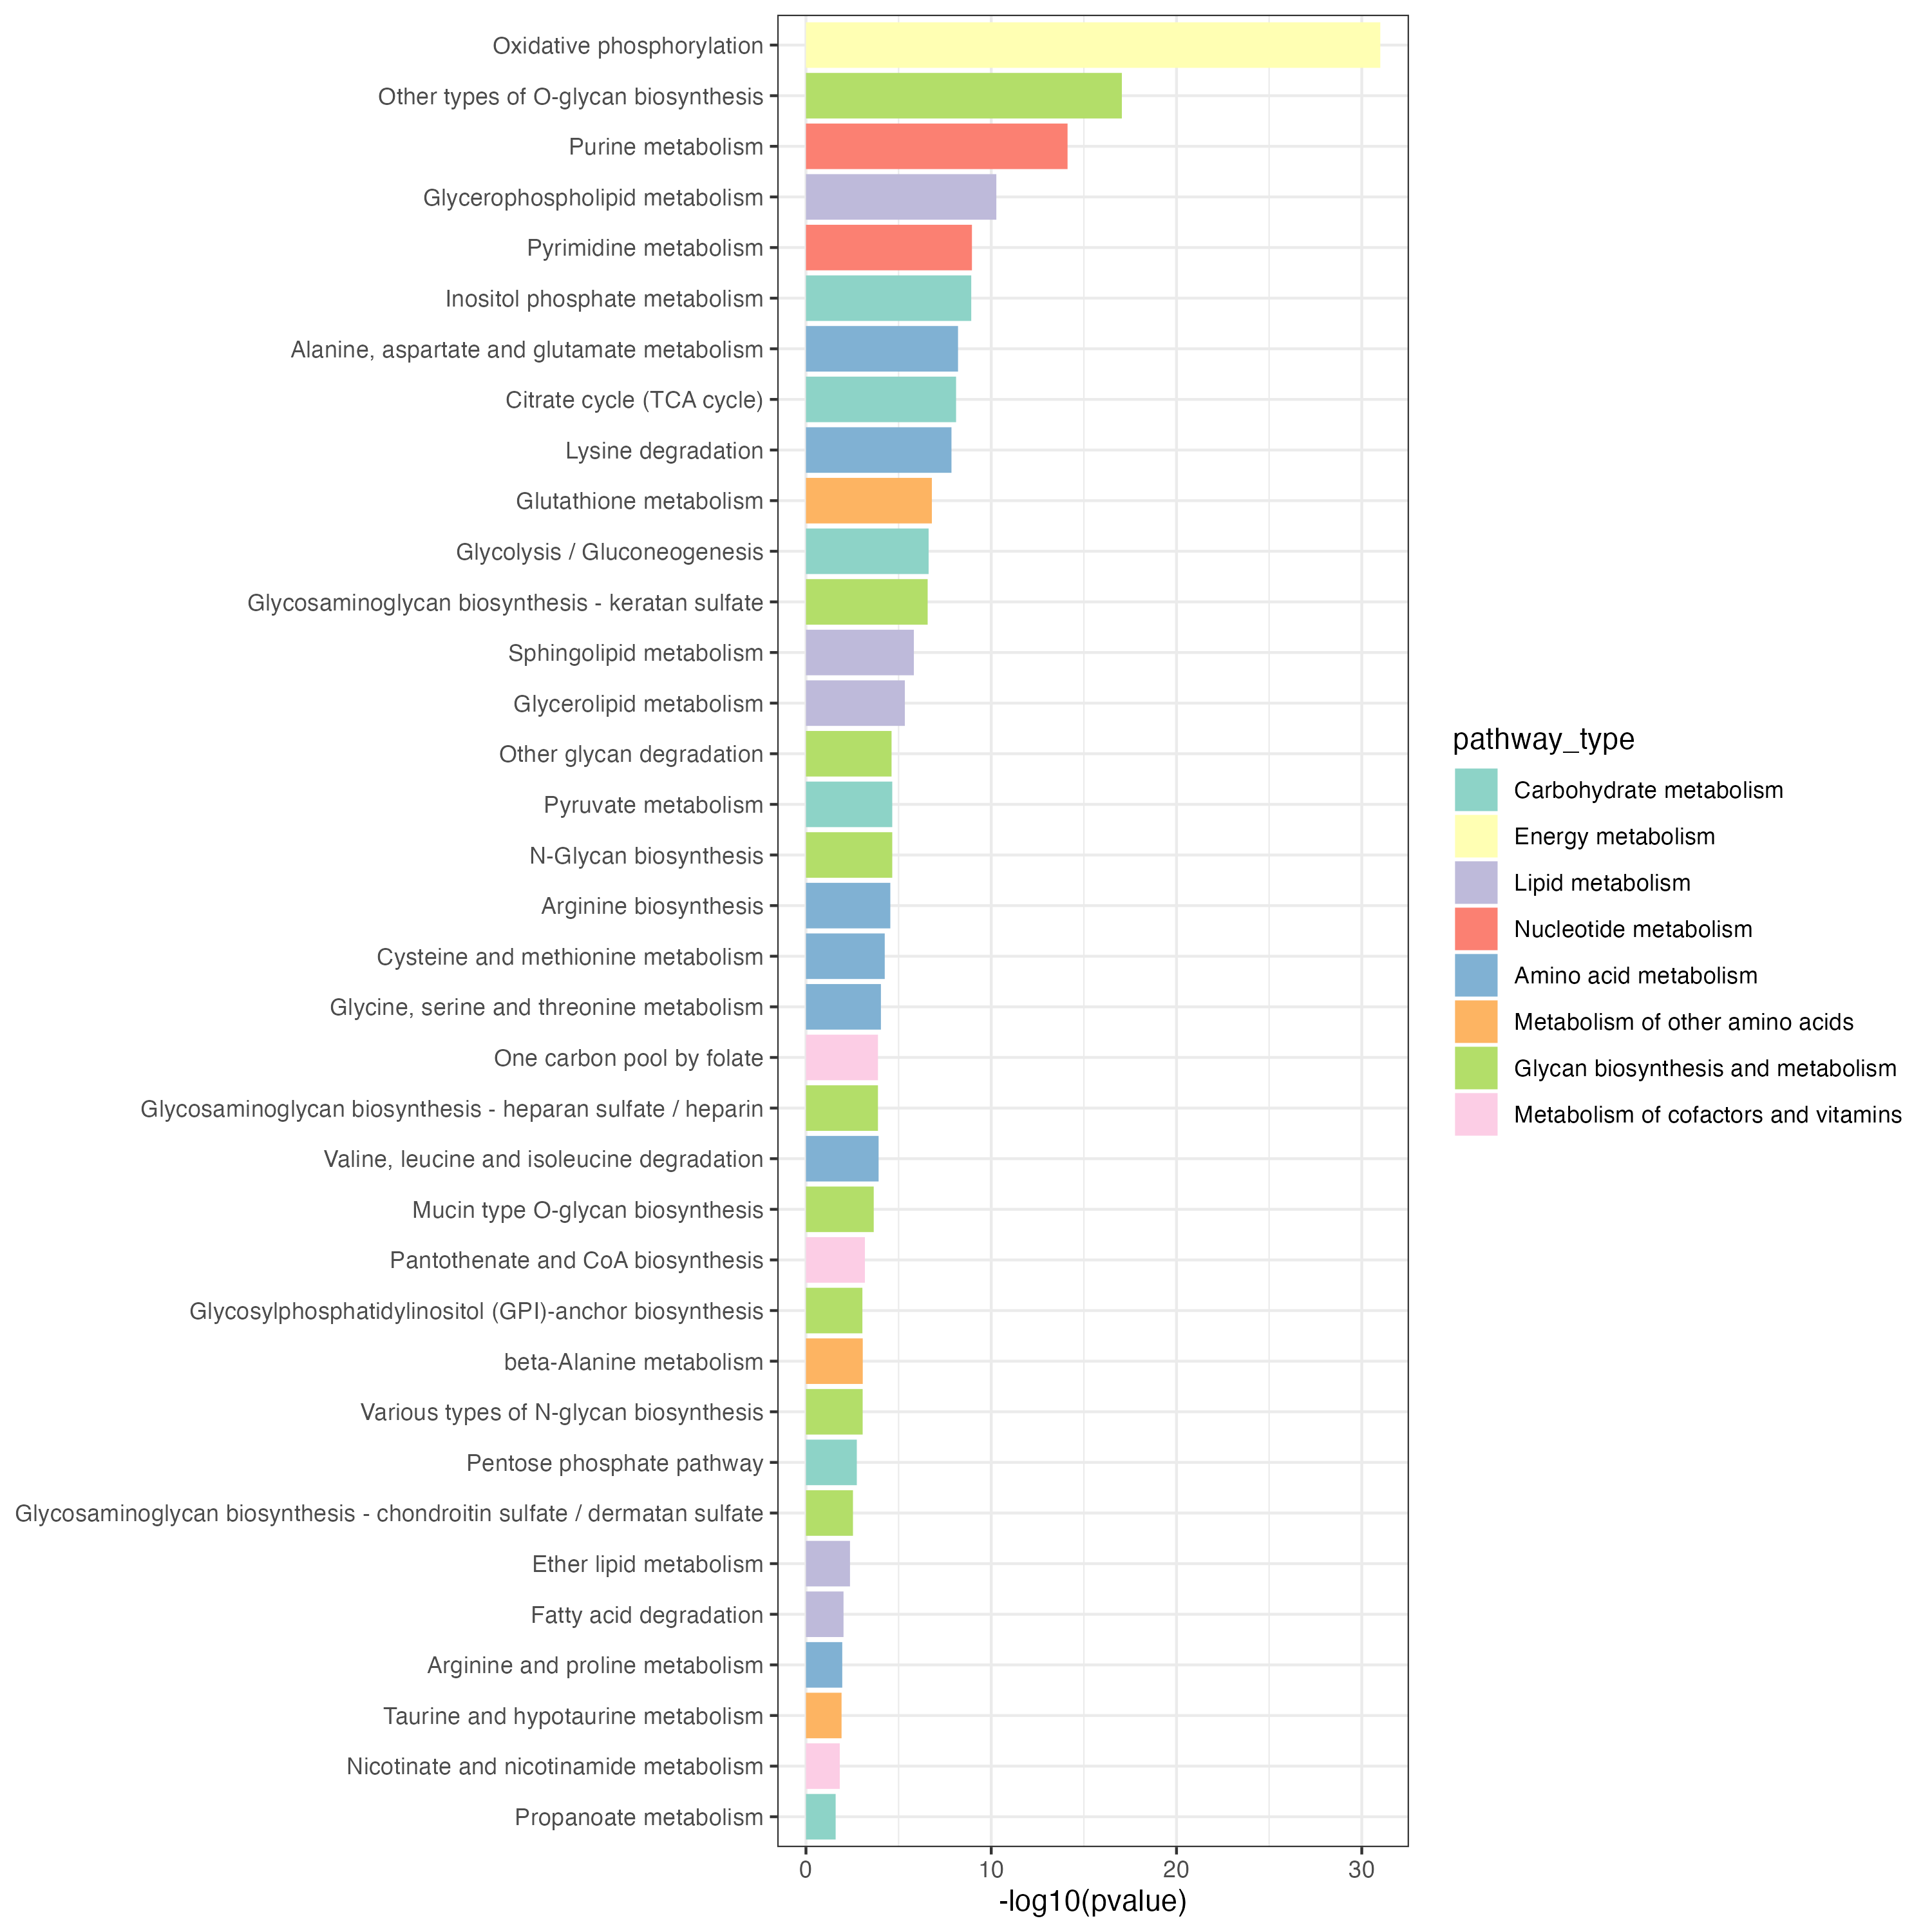 Oxidative phosphorylation
Other types of O-glycan biosynthesis
Purine metabolism
Glycerophospholipid metabolism
Pyrimidine metabolism
Inositol phosphate metabolism
Alanine, aspartate and glutamate metabolism
Citrate cycle (TCA cycle)
Lysine degradation
Glutathione metabolism
Glycolysis / Gluconeogenesis
Glycosaminoglycan biosynthesis - keratan sulfate
Sphingolipid metabolism
Glycerolipid metabolism
Other glycan degradation
Pyruvate metabolism
N-Glycan biosynthesis
Arginine biosynthesis
Cysteine and methionine metabolism
Glycine, serine and threonine metabolism
One carbon pool by folate
Glycosaminoglycan biosynthesis - heparan sulfate / heparin
Valine, leucine and isoleucine degradation
Mucin type O-glycan biosynthesis
Pantothenate and CoA biosynthesis
Glycosylphosphatidylinositol (GPI)-anchor biosynthesis
beta-Alanine metabolism
Various types of N-glycan biosynthesis
Pentose phosphate pathway
Glycosaminoglycan biosynthesis - chondroitin sulfate / dermatan sulfate
Ether lipid metabolism
Fatty acid degradation
Arginine and proline metabolism
Taurine and hypotaurine metabolism
Nicotinate and nicotinamide metabolism
Propanoate metabolism
0 10 20 30
-log10(pvalue)
pathway_type
Carbohydrate metabolism
Energy metabolism
Lipid metabolism
Nucleotide metabolism
Amino acid metabolism
Metabolism of other amino acids
Glycan biosynthesis and metabolism
Metabolism of cofactors and vitamins